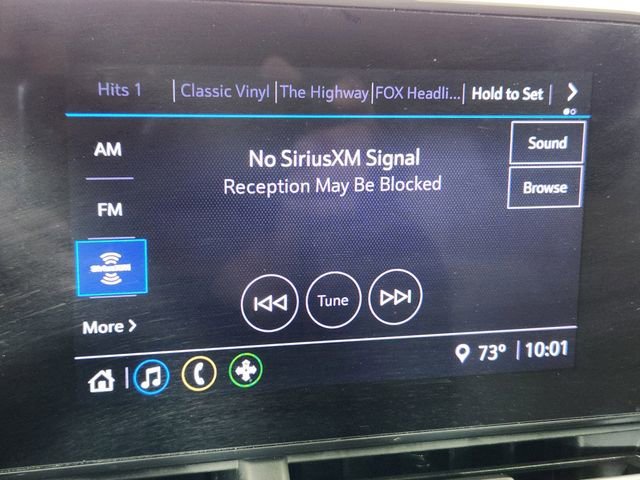 Hits 1 Classic Vinyl The Highway FOX Headli... Hold to Set
AM
No SiriusXM Signal
Sound
Reception May Be Blocked
Browse
FM
SiriusXM
Tune
More
73° 10:01